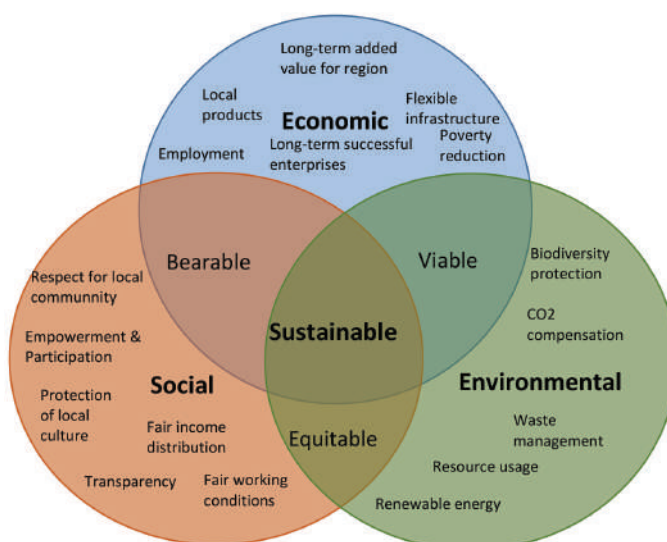 Long-term added
value for region
Local
products
Economic
Flexible
infrastructure
Employment
Long-term successful
enterprises
Poverty
reduction
Bearable
Viable
Biodiversity
protection
Respect for local
communnity
CO2
compensation
Empowerment &
Participation
Sustainable
Social
Environmental
Protection
of local
culture
Fair income
distribution
Equitable
Waste
management
Resource usage
Transparency
Fair working
conditions
Renewable energy